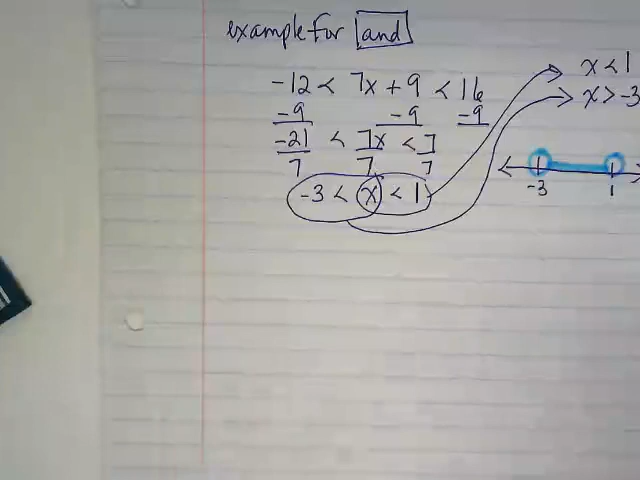 example for and
-12 < 7x + 9 < 16
-9 -9 -9
-21 < 7x < 7
7 7 7
-3 < x < 1
x < 1
x > -3
-3 1